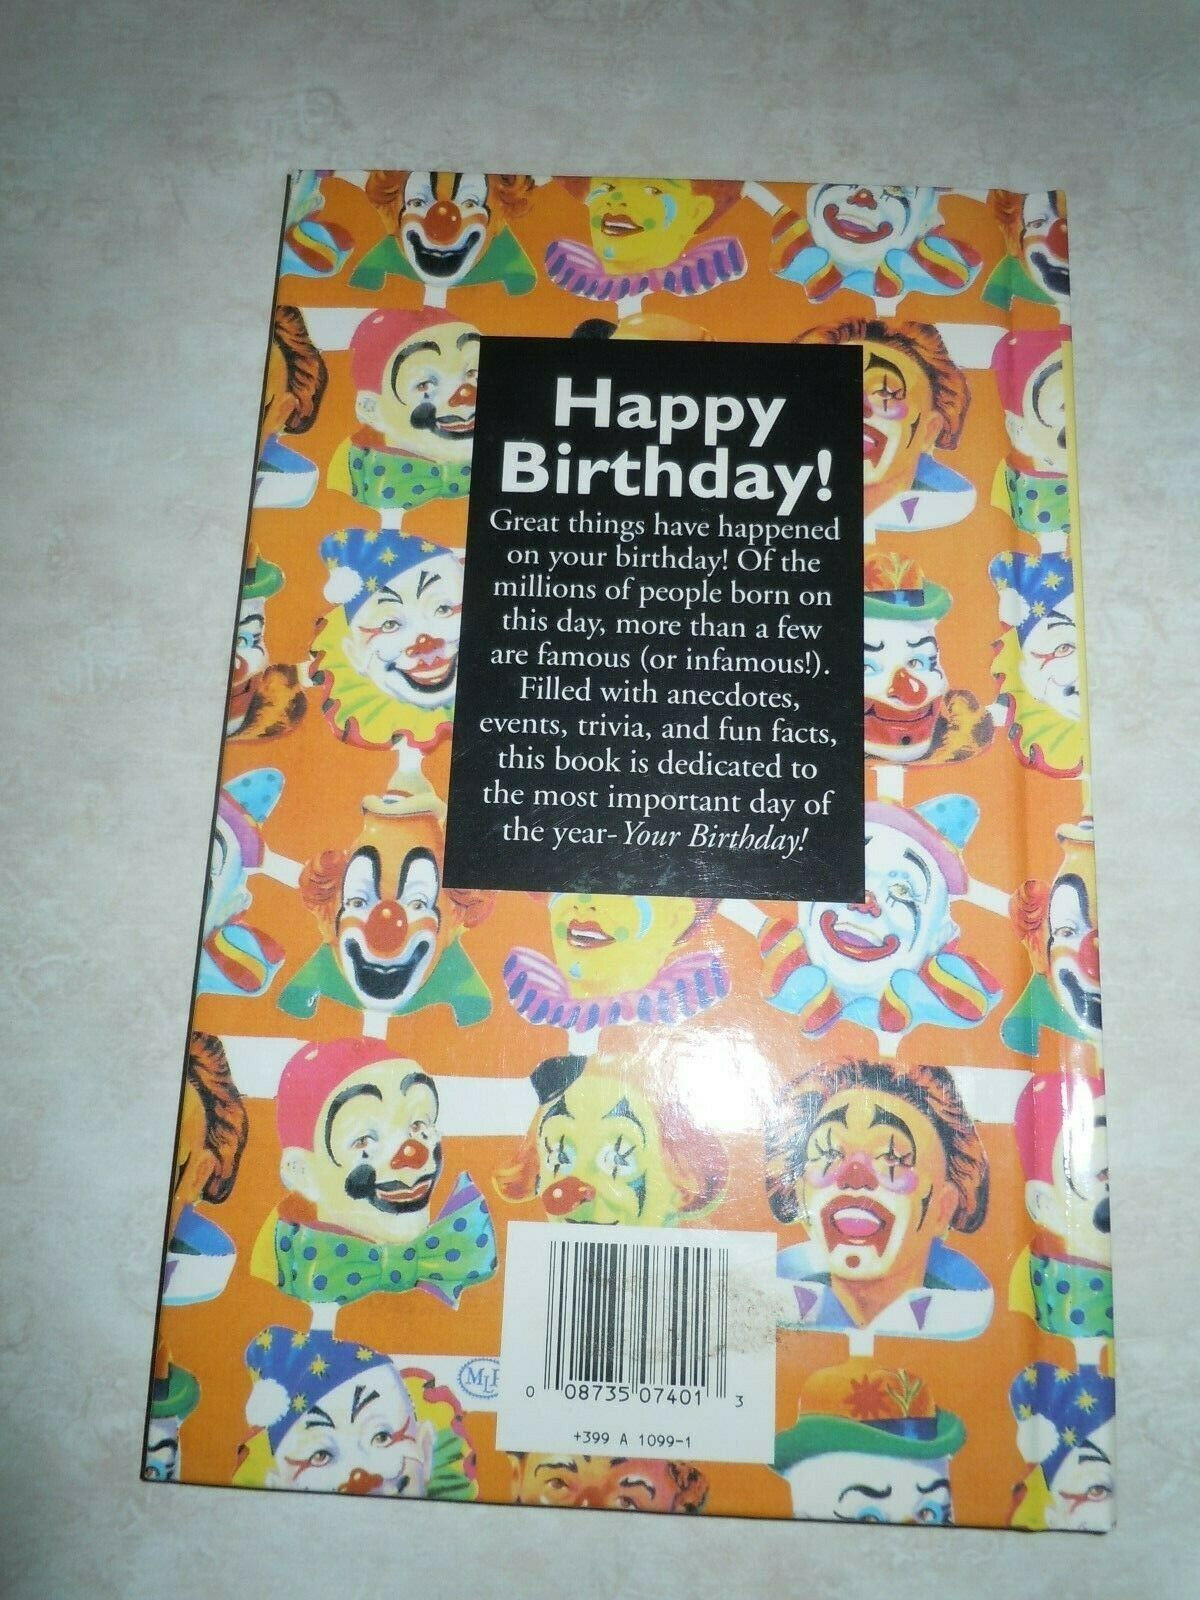 Happy
Birthday!
Great things have happened
on your birthday! Of the
millions of people born on
this day, more than a few
are famous (or infamous!).
Filled with anecdotes,
events, trivia, and fun facts,
this book is dedicated to
the most important day of
the year-Your Birthday!
0 08735 07401 3
+399 A 1099-1